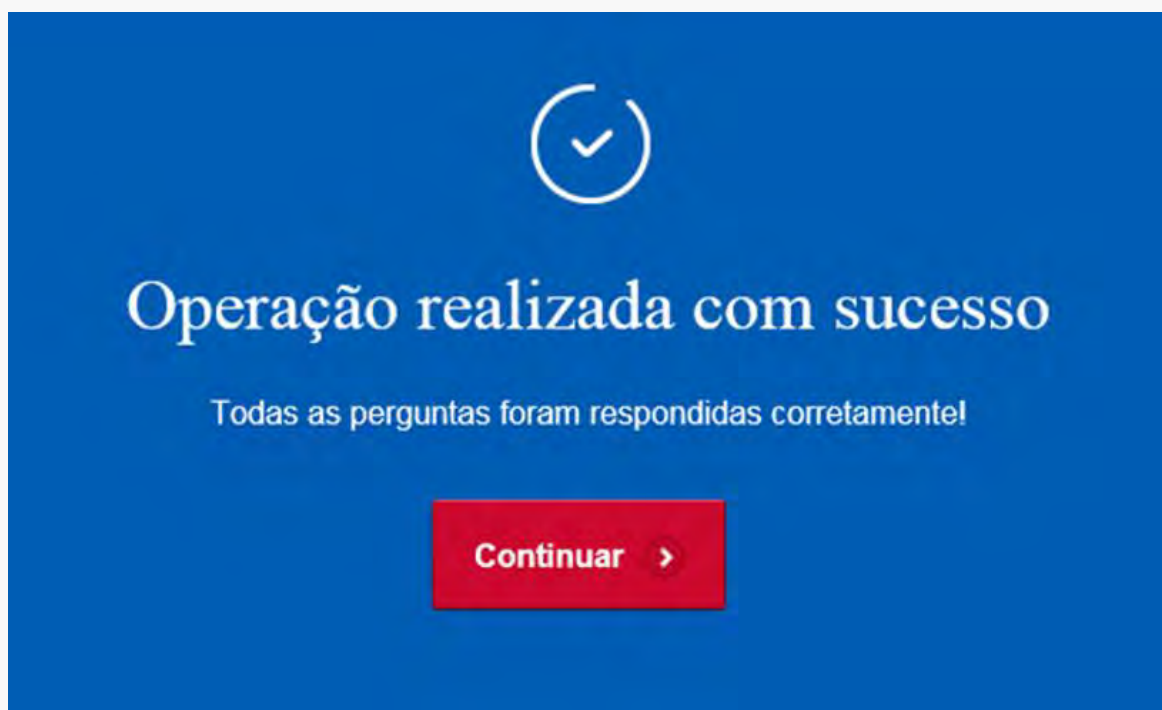 Operação realizada com sucesso
Todas as perguntas foram respondidas corretamente!
Continuar